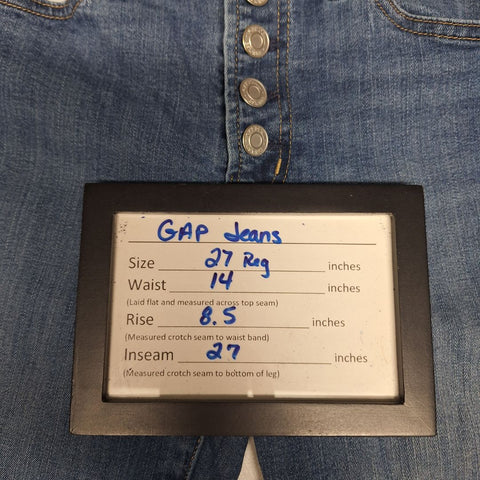 GAP Jeans
Size 27 Reg inches
Waist 14 inches
(Laid flat and measured across top seam)
Rise 8.5 inches
(Measured crotch seam to waist band)
Inseam 27 inches
(Measured crotch seam to bottom of leg)